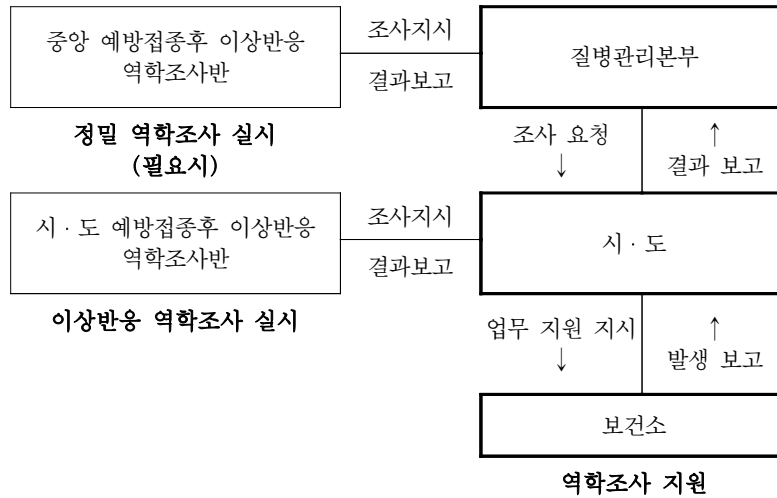 중앙 예방접종후 이상반응
역학조사반
조사지시
결과보고
질병관리본부
정밀 역학조사 실시
(필요시)
조사 요청
↓
↑
결과 보고
시 · 도 예방접종후 이상반응
역학조사반
조사지시
결과보고
시 · 도
이상반응 역학조사 실시
업무 지원 지시
↓
↑
발생 보고
보건소
역학조사 지원